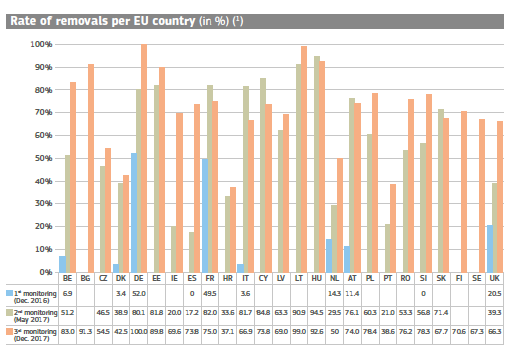 Rate of removals per EU country (in %) (¹)
100%
90%
80%
70%
60%
50%
40%
30%
20%
10%
0%
BE BG CZ DK DE EE IE ES FR HR IT CY LV LT HU NL AT PL PT RO SI SK FI SE UK
1st monitoring (Dec. 2016) 6.9 3.4 52.0 0 49.5 3.6 14.3 11.4 0 20.5
2nd monitoring (May 2017) 51.2 46.5 38.9 80.1 81.8 20.0 17.2 82.0 33.6 81.7 84.8 63.3 90.9 94.5 29.5 76.1 60.3 21.0 53.3 56.8 71.4 39.3
3rd monitoring (Dec. 2017) 83.0 91.3 54.5 42.5 100.0 89.8 69.6 73.8 75.0 37.1 66.9 73.8 69.0 99.0 92.6 50 74.0 78.4 38.6 76.2 78.3 67.7 70.6 67.3 66.3